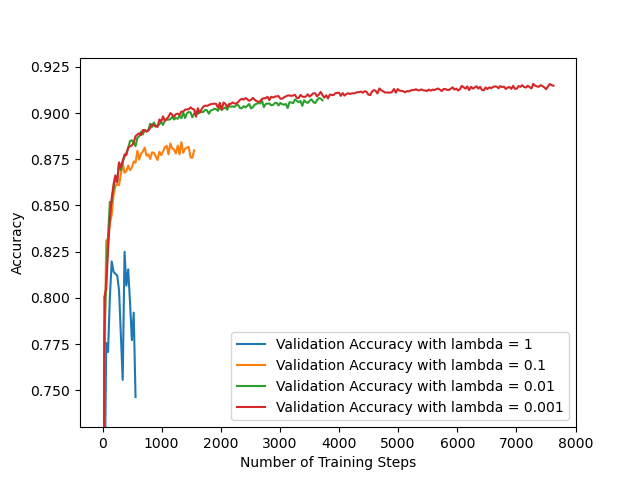 0.925
0.900
0.875
0.850
0.825
0.800
0.775
0.750
Accuracy
Validation Accuracy with lambda = 1
Validation Accuracy with lambda = 0.1
Validation Accuracy with lambda = 0.01
Validation Accuracy with lambda = 0.001
0 1000 2000 3000 4000 5000 6000 7000 8000
Number of Training Steps